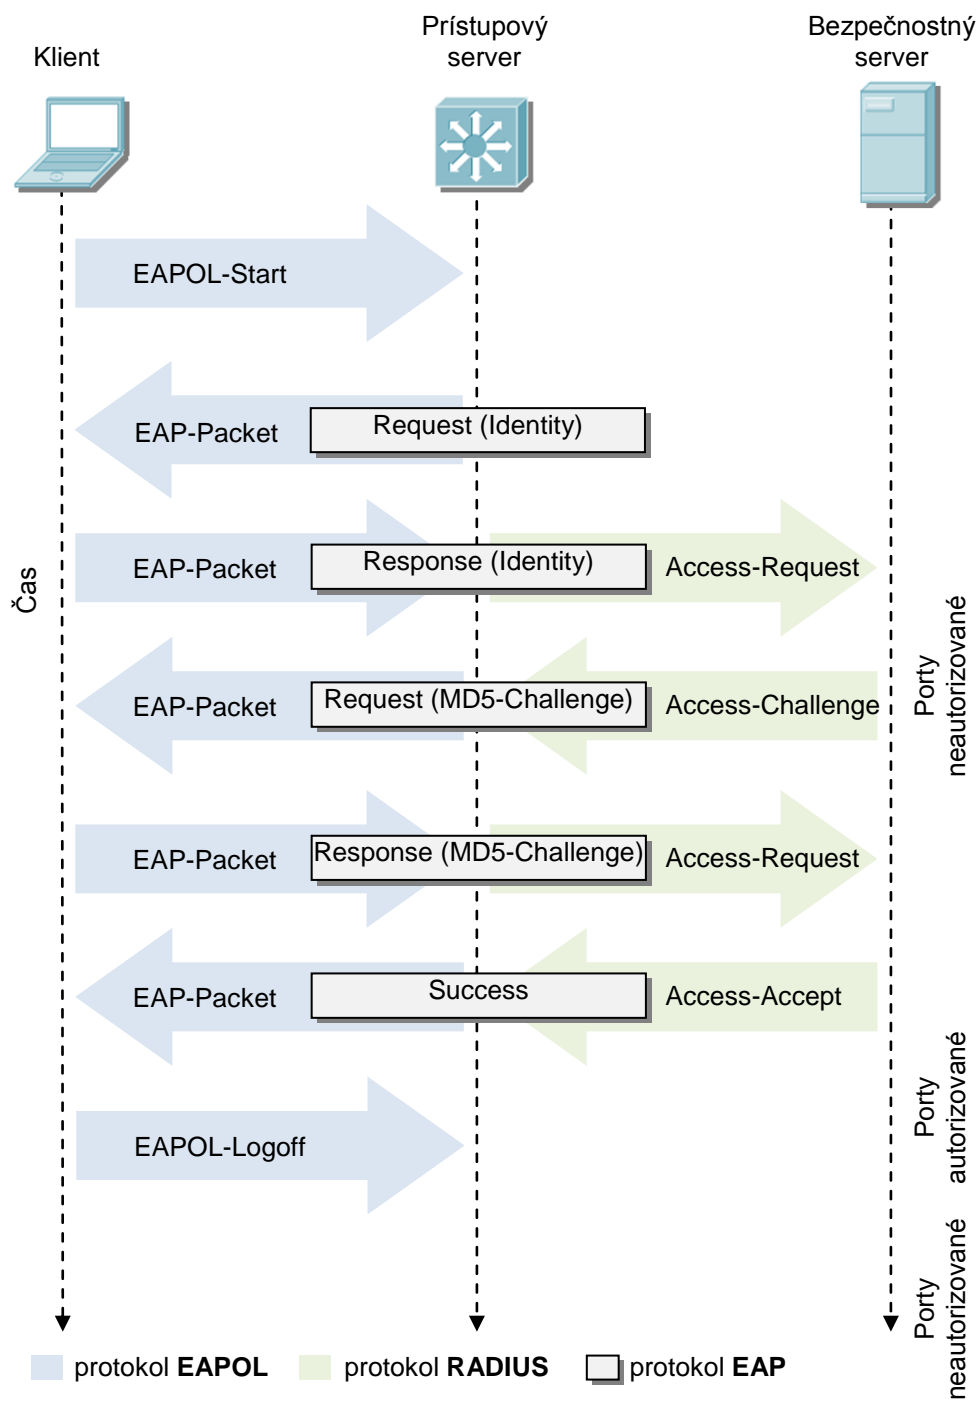 Klient
Prístupový
server
Bezpečnostný
server
EAPOL-Start
EAP-Packet
Request (Identity)
EAP-Packet
Response (Identity)
Access-Request
Čas
EAP-Packet
Request (MD5-Challenge)
Access-Challenge
Porty
neautorizované
EAP-Packet
Response (MD5-Challenge)
Access-Request
EAP-Packet
Success
Access-Accept
EAPOL-Logoff
Porty
autorizované
Porty
neautorizované
protokol EAPOL
protokol RADIUS
protokol EAP